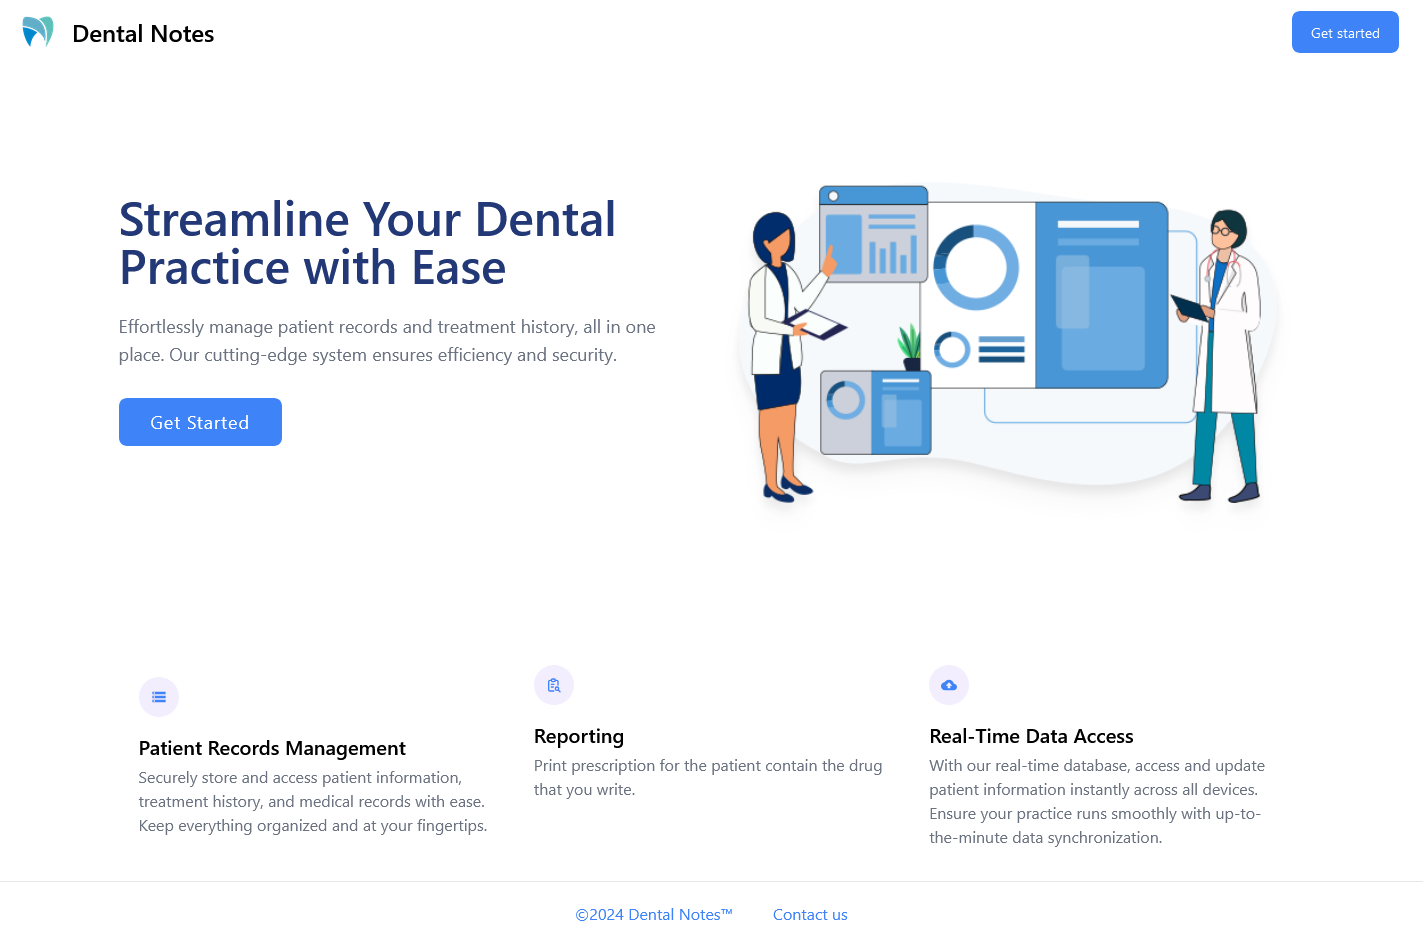 Dental Notes
Get started
Streamline Your Dental
Practice with Ease
Effortlessly manage patient records and treatment history, all in one
place. Our cutting-edge system ensures efficiency and security.
Get Started
Patient Records Management
Securely store and access patient information,
treatment history, and medical records with ease.
Keep everything organized and at your fingertips.
Reporting
Print prescription for the patient contain the drug
that you write.
Real-Time Data Access
With our real-time database, access and update
patient information instantly across all devices.
Ensure your practice runs smoothly with up-to-
the-minute data synchronization.
©2024 Dental Notes™
Contact us